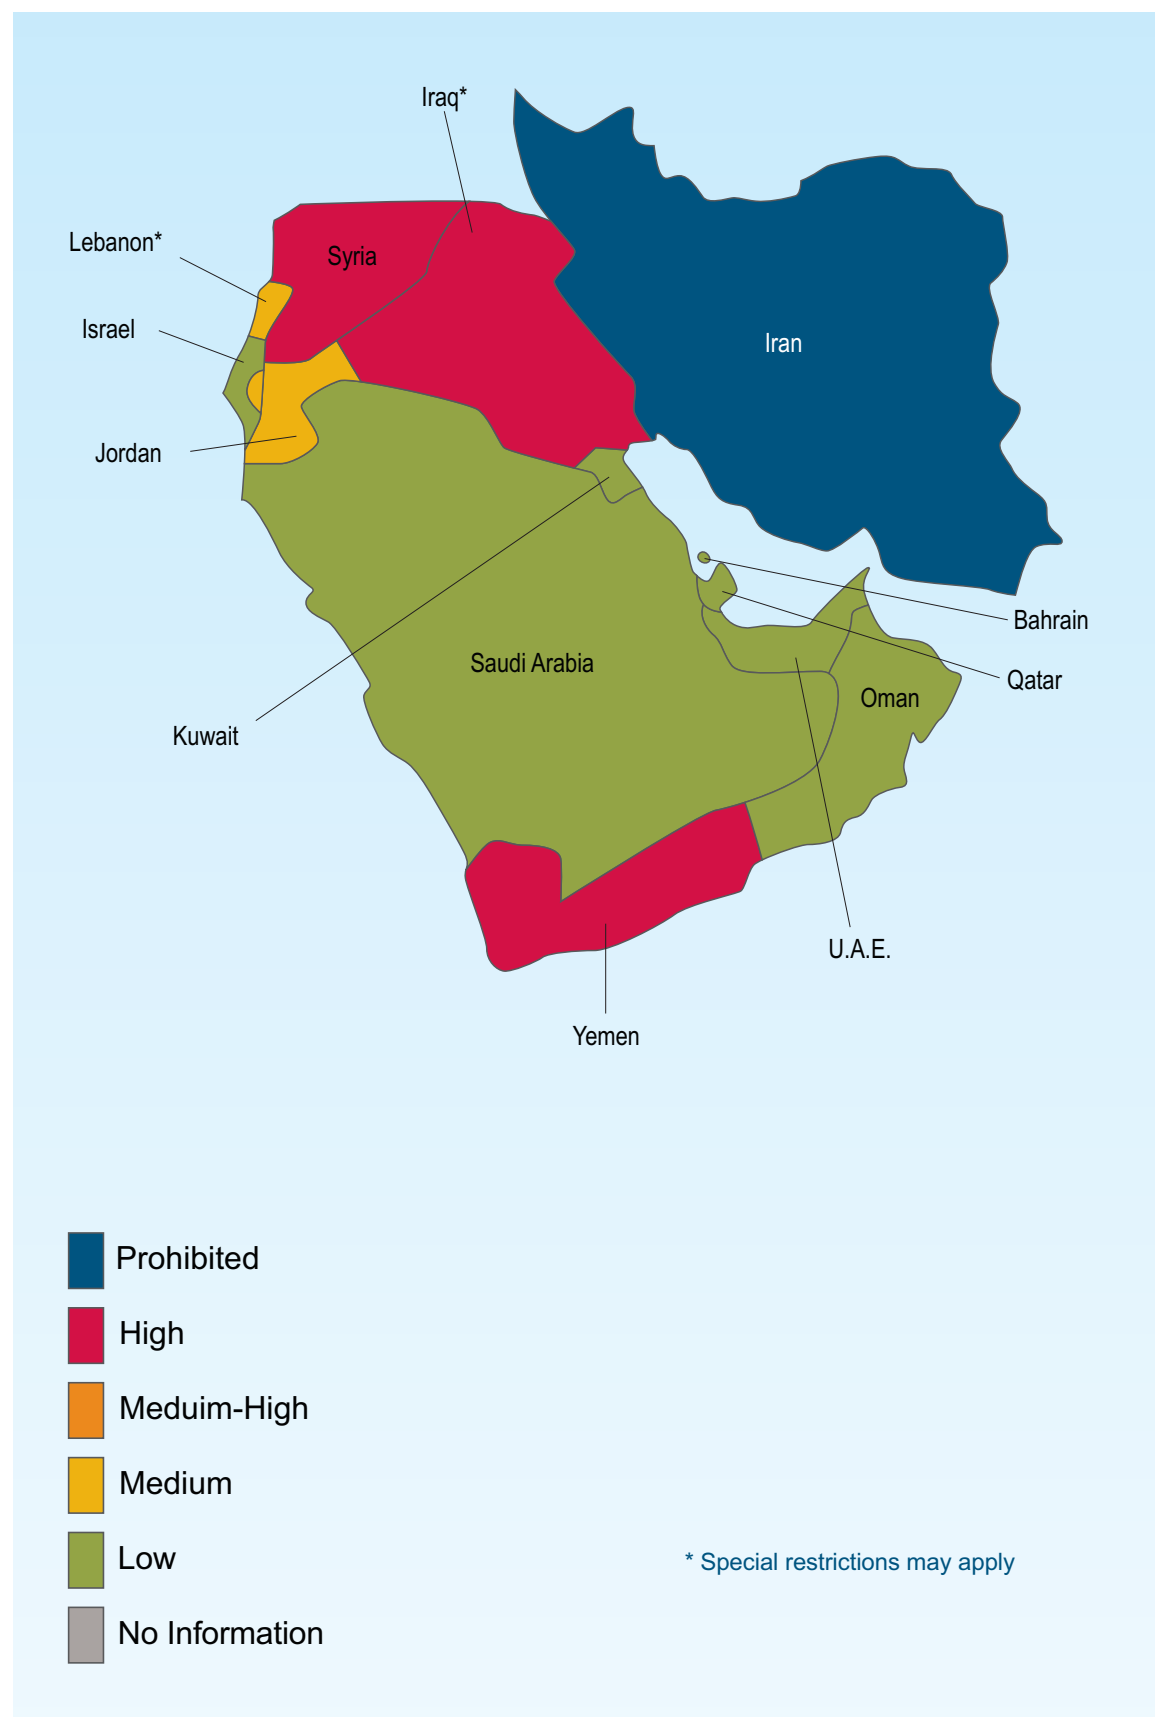 Iraq*
Lebanon*
Syria
Israel
Iran
Jordan
Bahrain
Saudi Arabia
Qatar
Oman
Kuwait
U.A.E.
Yemen
Prohibited
High
Meduim-High
Medium
Low
* Special restrictions may apply
No Information